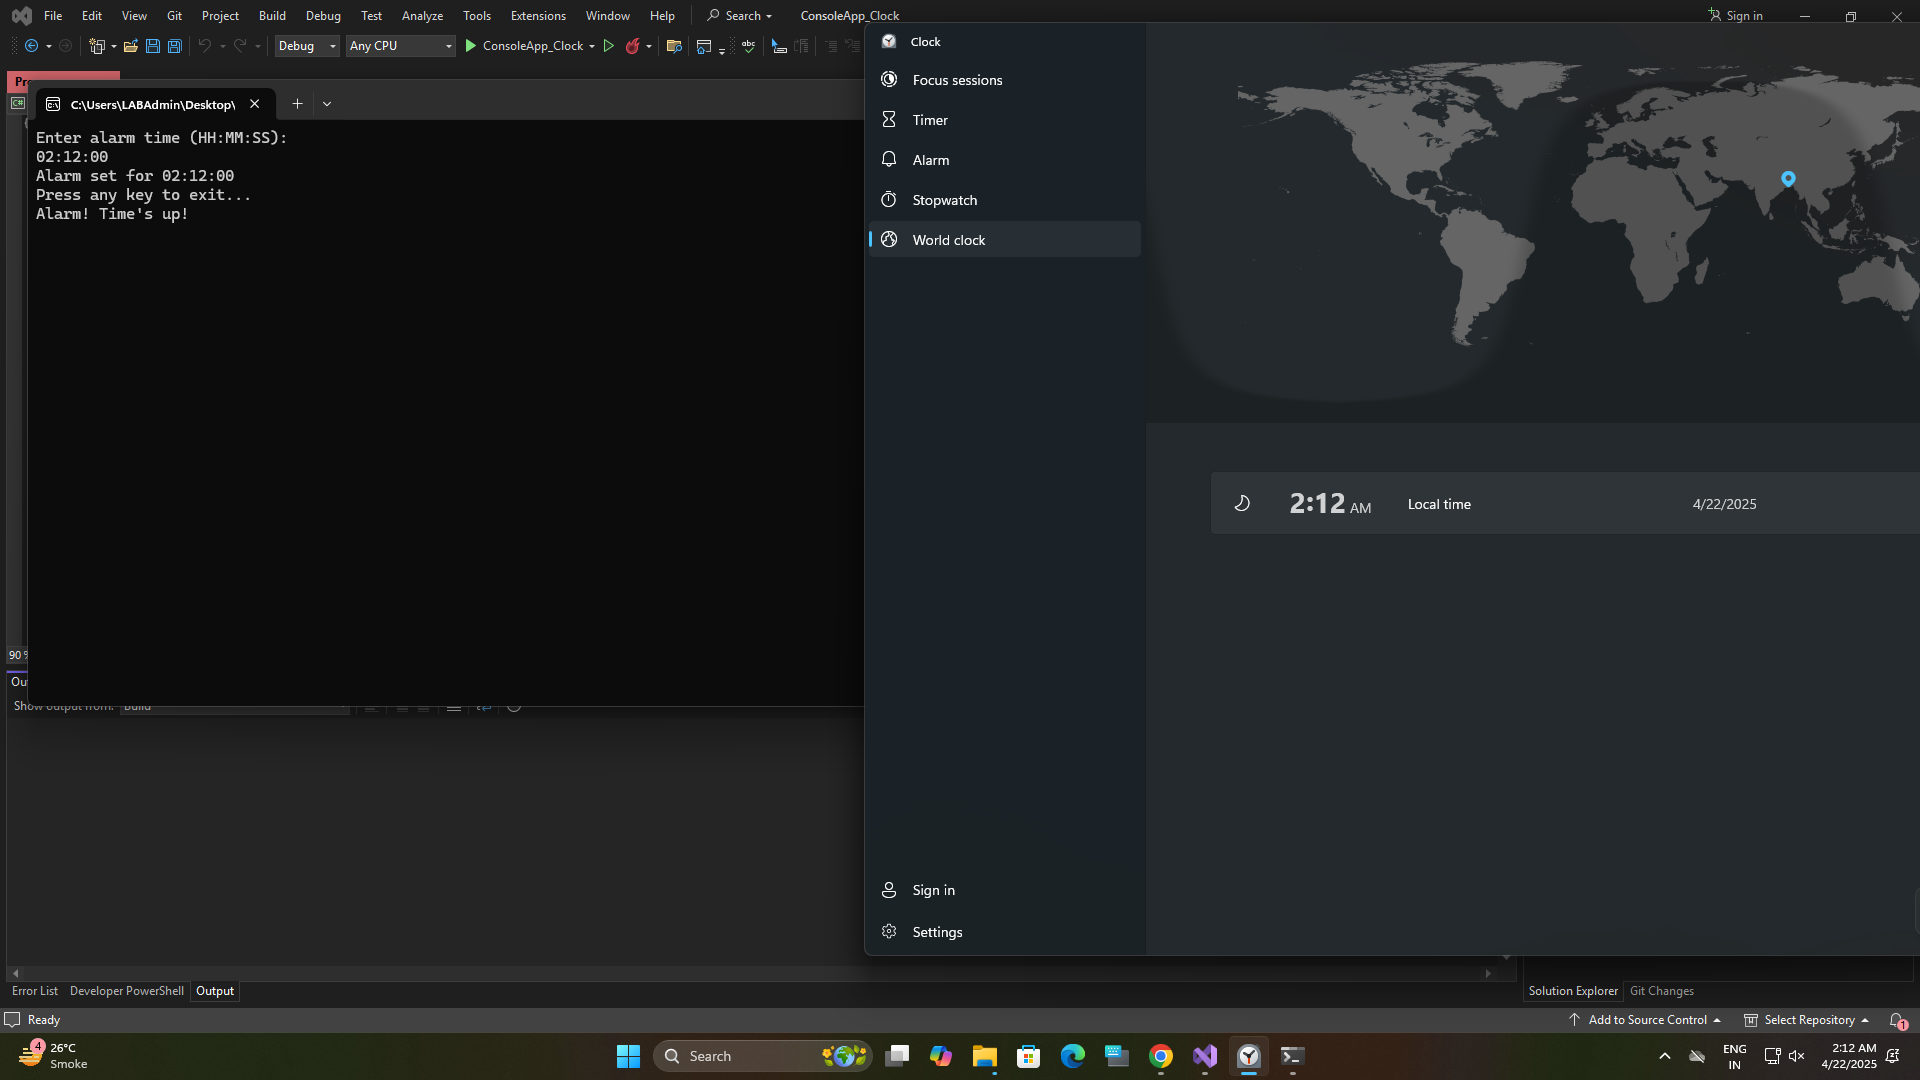 File Edit View Git Project Build Debug Test Analyze Tools Extensions Window Help Search ConsoleApp_Clock Sign in
Debug Any CPU ConsoleApp_Clock
C:\Users\LABAdmin\Desktop\
Enter alarm time (HH:MM:SS):
02:12:00
Alarm set for 02:12:00
Press any key to exit...
Alarm! Time's up!
Clock
Focus sessions
Timer
Alarm
Stopwatch
World clock
2:12 AM Local time 4/22/2025
Sign in
Settings
90 %
Show output from: Build
Error List Developer PowerShell Output
Solution Explorer Git Changes
Ready
Add to Source Control Select Repository 1
4 26°C
Smoke
Search
ENG
IN
2:12 AM
4/22/2025